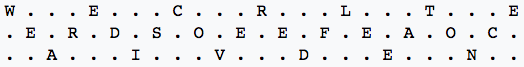 W . . . E . . . C . . . R . . . L . . . T . . . E
. E . R . D . S . O . E . E . F . E . A . O . C .
. . A . . . I . . . V . . . D . . . E . . . N . .